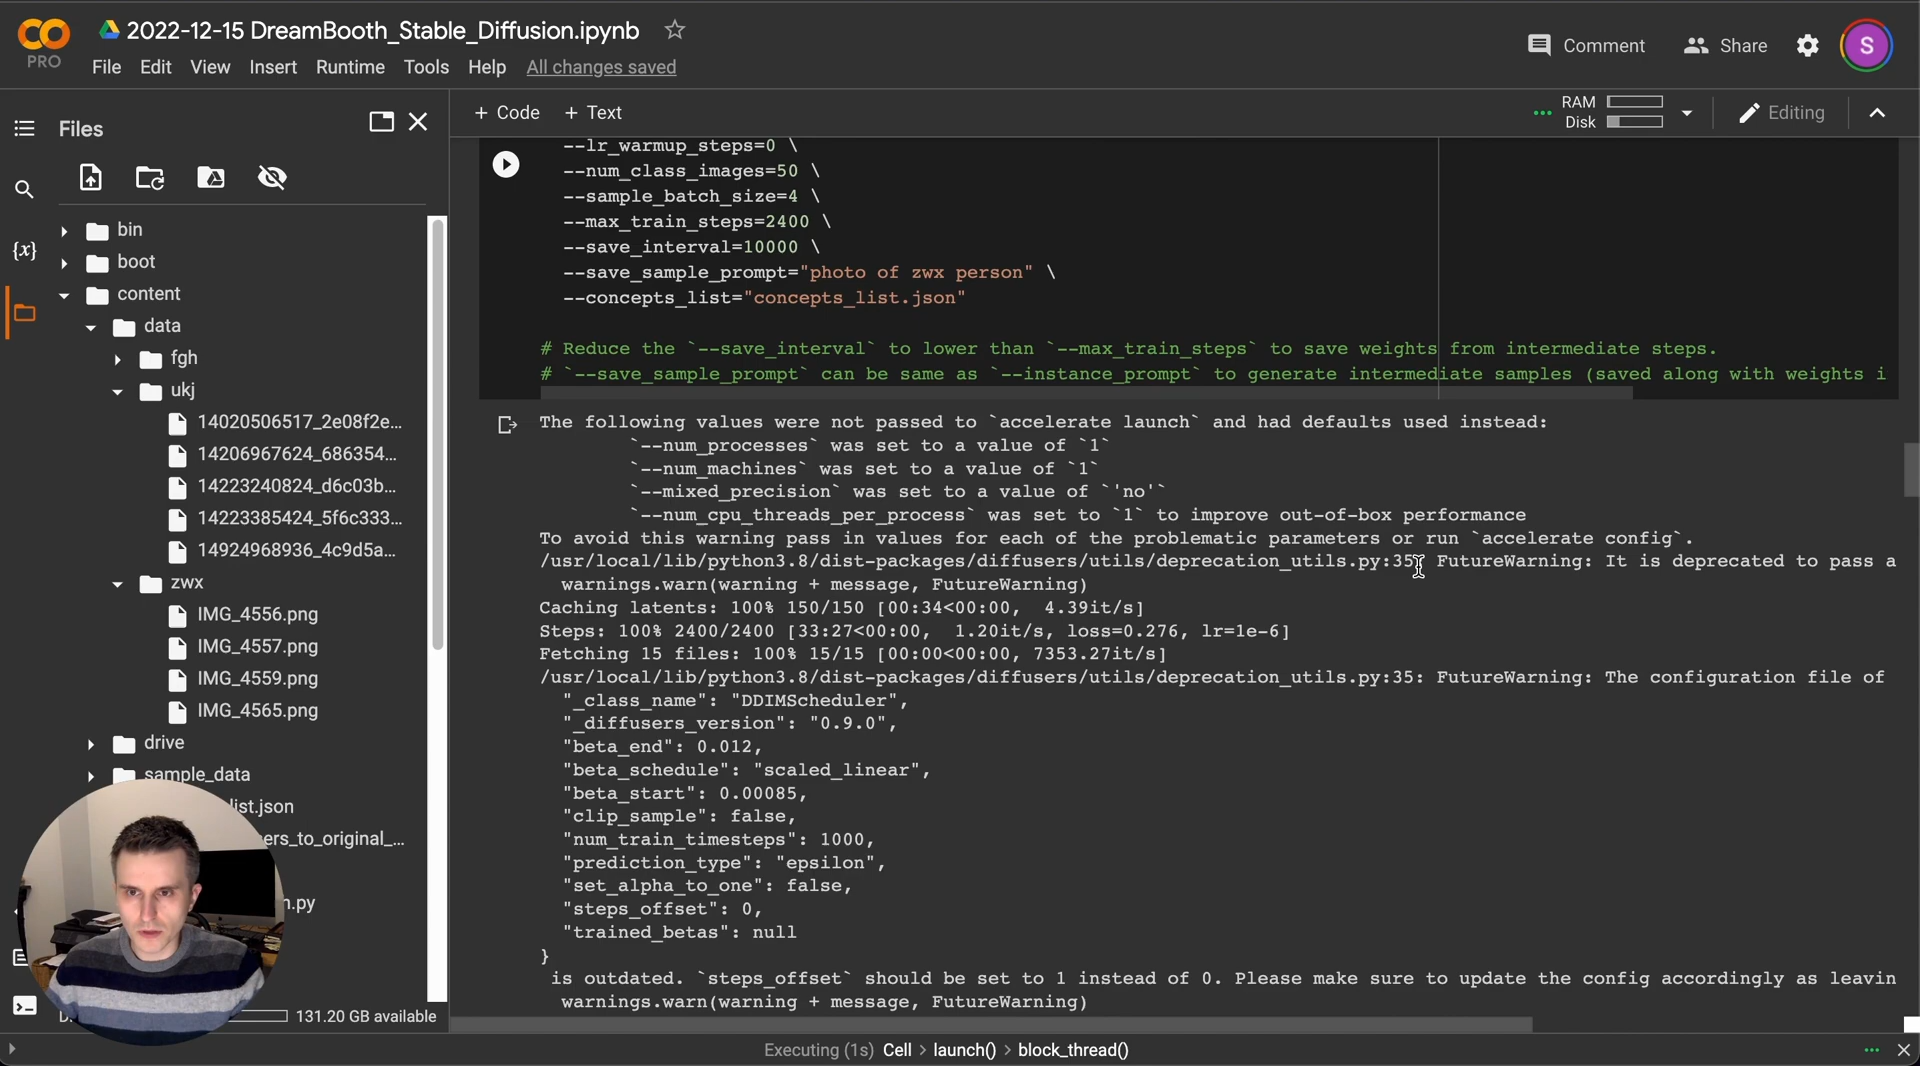 CO
PRO
2022-12-15 DreamBooth_Stable_Diffusion.ipynb
File Edit View Insert Runtime Tools Help All changes saved
Comment Share S
Files
+ Code + Text
RAM
Disk
Editing
{x}
bin
boot
content
data
fgh
ukj
14020506517_2e08f2e...
14206967624_686354...
14223240824_d6c03b...
14223385424_5f6c333...
14924968936_4c9d5a...
zwx
IMG_4556.png
IMG_4557.png
IMG_4559.png
IMG_4565.png
drive
sample_data
list.json
ers_to_original_...
n.py
131.20 GB available
--lr_warmup_steps=0 \
--num_class_images=50 \
--sample_batch_size=4 \
--max_train_steps=2400 \
--save_interval=10000 \
--save_sample_prompt="photo of zwx person" \
--concepts_list="concepts_list.json"
# Reduce the `--save_interval` to lower than `--max_train_steps` to save weights from intermediate steps.
# `--save_sample_prompt` can be same as `--instance_prompt` to generate intermediate samples (saved along with weights i
The following values were not passed to `accelerate launch` and had defaults used instead:
`--num_processes` was set to a value of `1`
`--num_machines` was set to a value of `1`
`--mixed_precision` was set to a value of `'no'`
`--num_cpu_threads_per_process` was set to `1` to improve out-of-box performance
To avoid this warning pass in values for each of the problematic parameters or run `accelerate config`.
/usr/local/lib/python3.8/dist-packages/diffusers/utils/deprecation_utils.py:35: FutureWarning: It is deprecated to pass a
warnings.warn(warning + message, FutureWarning)
Caching latents: 100% 150/150 [00:34<00:00, 4.39it/s]
Steps: 100% 2400/2400 [33:27<00:00, 1.20it/s, loss=0.276, lr=1e-6]
Fetching 15 files: 100% 15/15 [00:00<00:00, 7353.27it/s]
/usr/local/lib/python3.8/dist-packages/diffusers/utils/deprecation_utils.py:35: FutureWarning: The configuration file of
"_class_name": "DDIMScheduler",
"_diffusers_version": "0.9.0",
"beta_end": 0.012,
"beta_schedule": "scaled_linear",
"beta_start": 0.00085,
"clip_sample": false,
"num_train_timesteps": 1000,
"prediction_type": "epsilon",
"set_alpha_to_one": false,
"steps_offset": 0,
"trained_betas": null
}
is outdated. `steps_offset` should be set to 1 instead of 0. Please make sure to update the config accordingly as leavin
warnings.warn(warning + message, FutureWarning)
Executing (1s) Cell > launch() > block_thread()